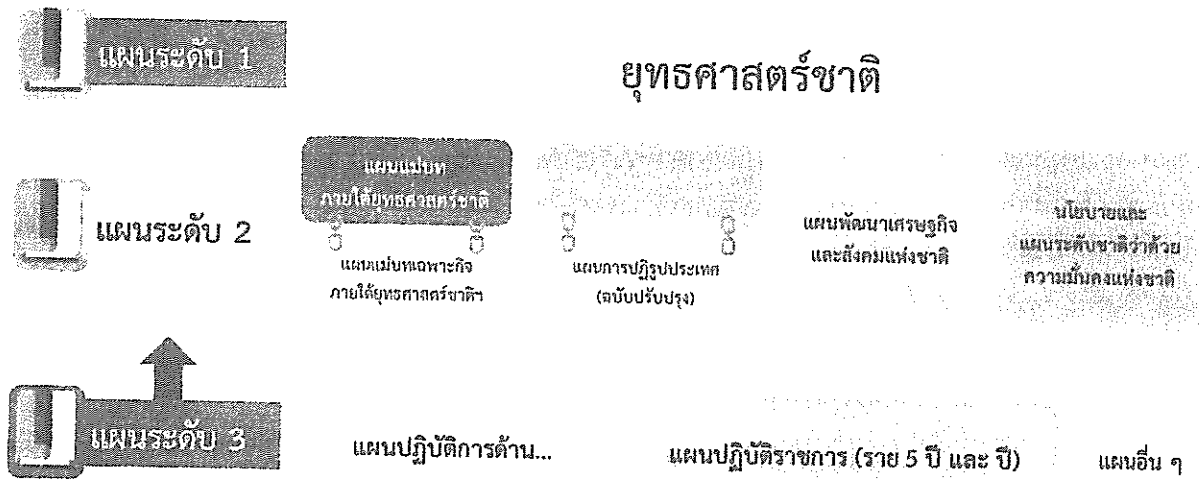 แผนระดับ 1
ยุทธศาสตร์ชาติ
แผนระดับ 2
แผนแม่บท
ภายใต้ยุทธศาสตร์ชาติ
แผนแม่บทเฉพาะกิจ
ภายใต้ยุทธศาสตร์ชาติฯ
แผนการปฏิรูปประเทศ
(ฉบับปรับปรุง)
แผนพัฒนาเศรษฐกิจ
และสังคมแห่งชาติ
นโยบายและ
แผนระดับชาติว่าด้วย
ความมั่นคงแห่งชาติ
แผนระดับ 3
แผนปฏิบัติการด้าน...
แผนปฏิบัติราชการ (ราย 5 ปี และ ปี)
แผนอื่น ๆ